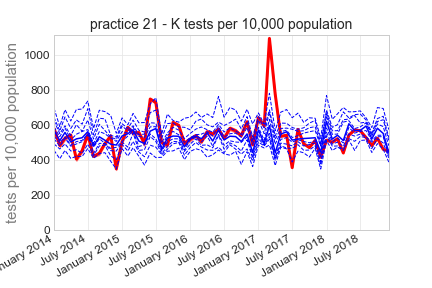 practice 21 - K tests per 10,000 population
tests per 10,000 population
1000
800
600
400
200
0
nuary 2014
July 2014
January 2015
July 2015
January 2016
July 2016
January 2017
July 2017
January 2018
July 2018